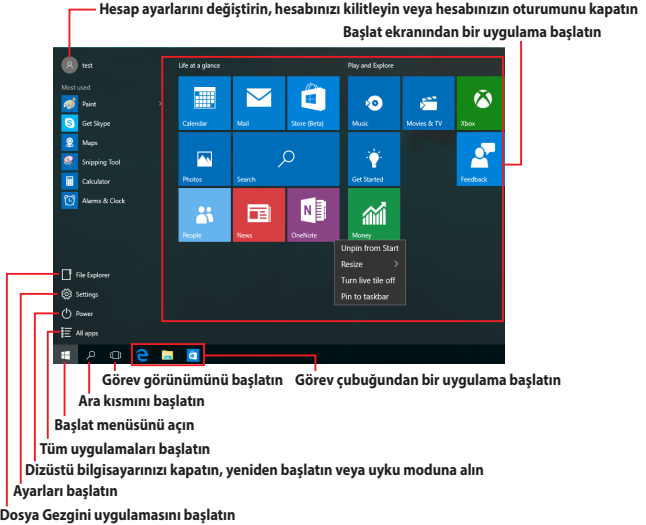 Hesap ayarlarını değiştirin, hesabınızı kilitleyin veya hesabınızın oturumunu kapatın
Başlat ekranından bir uygulama başlatın
test
Life at a glance
Play and Explore
Most used
Paint
Get Skype
Maps
Snipping Tool
Calculator
Alarms & Clock
Calendar
Mail
Store (Beta)
Music
Movies & TV
Xbox
Photos
Search
Get Started
Feedback
People
News
OneNote
Money
Unpin from Start
Resize
Turn live tile off
Pin to taskbar
File Explorer
Settings
Power
All apps
Görev görünümünü başlatın
Görev çubuğundan bir uygulama başlatın
Ara kısmını başlatın
Başlat menüsünü açın
Tüm uygulamaları başlatın
Dizüstü bilgisayarınızı kapatın, yeniden başlatın veya uyku moduna alın
Ayarları başlatın
Dosya Gezgini uygulamasını başlatın